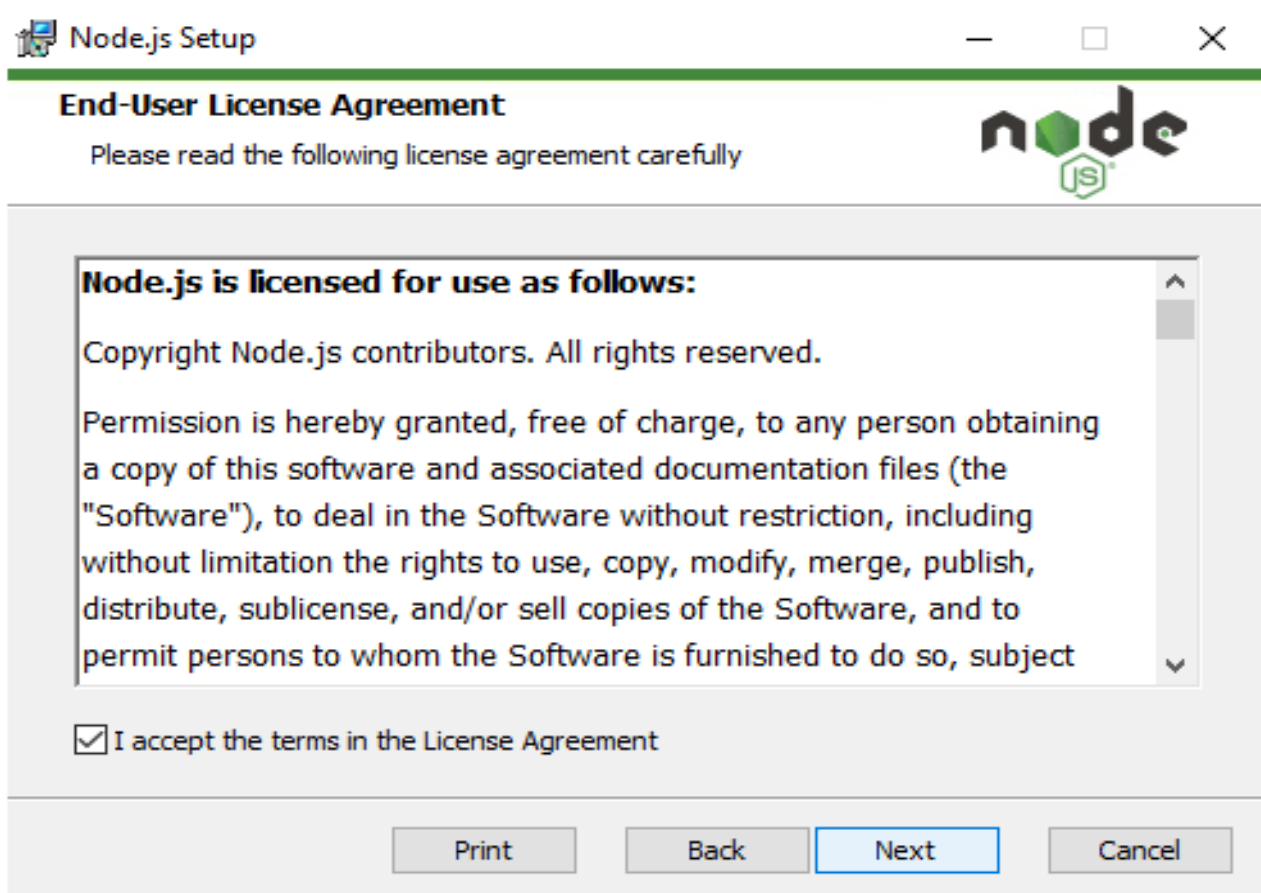 Node.js Setup
End-User License Agreement
Please read the following license agreement carefully
node
JS
Node.js is licensed for use as follows:
Copyright Node.js contributors. All rights reserved.
Permission is hereby granted, free of charge, to any person obtaining
a copy of this software and associated documentation files (the
"Software"), to deal in the Software without restriction, including
without limitation the rights to use, copy, modify, merge, publish,
distribute, sublicense, and/or sell copies of the Software, and to
permit persons to whom the Software is furnished to do so, subject
I accept the terms in the License Agreement
Print Back Next Cancel